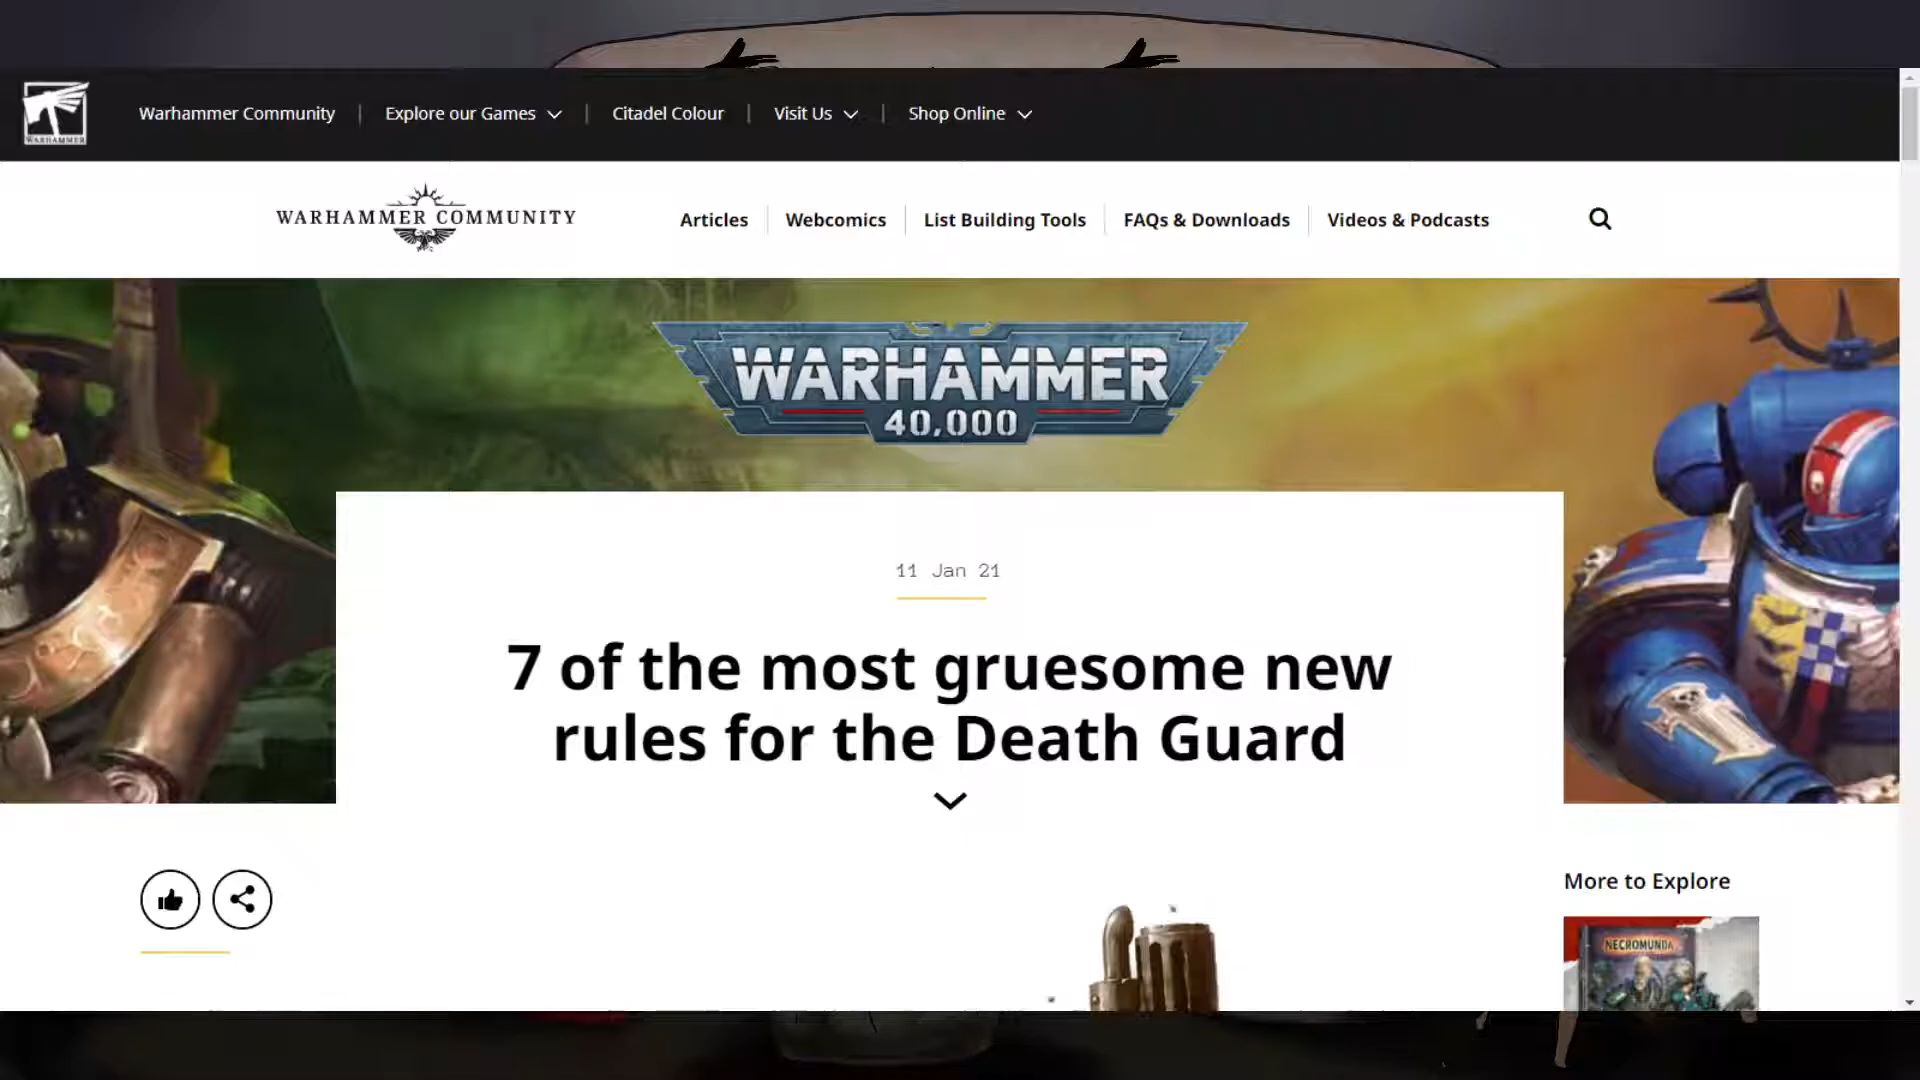 WARHAMMER
Warhammer Community
Explore our Games
Citadel Colour
Visit Us
Shop Online
WARHAMMER COMMUNITY
Articles
Webcomics
List Building Tools
FAQs & Downloads
Videos & Podcasts
WARHAMMER
40,000
11 Jan 21
7 of the most gruesome new
rules for the Death Guard
More to Explore
NECROMUNDA